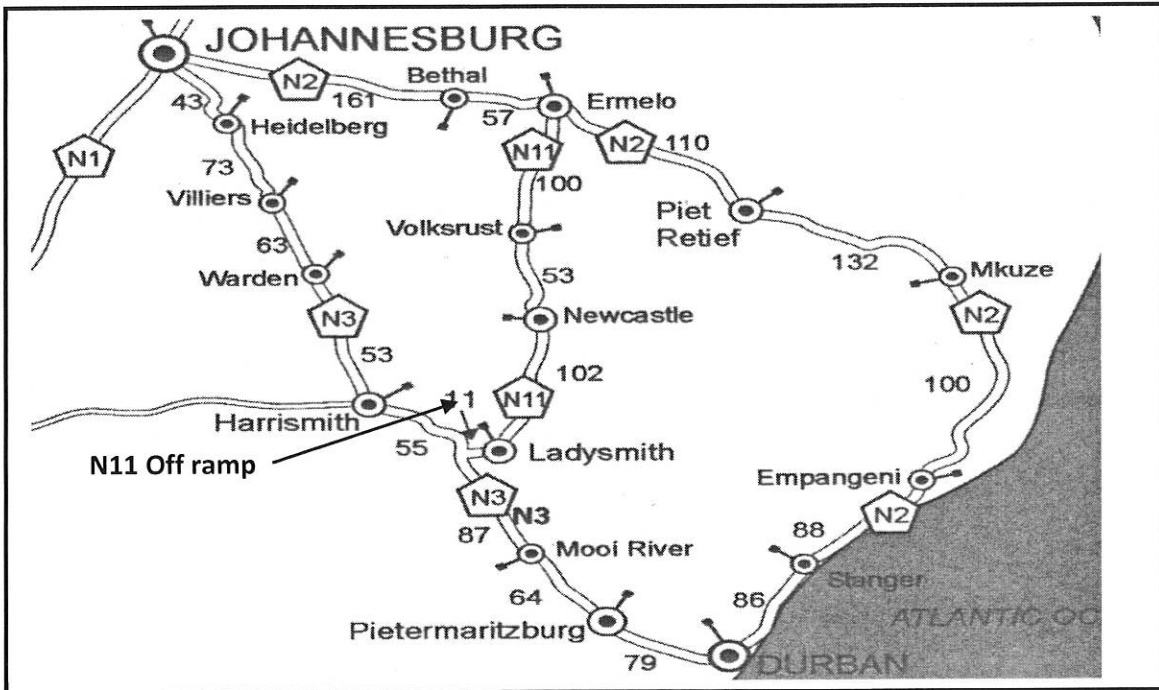 JOHANNESBURG
N2
161
Bethal
57
Ermelo
43
Heidelberg
N1
N11
100
N2
110
73
Villiers
Volksrust
Piet
Retief
63
132
Warden
53
Mkuze
N3
Newcastle
N2
53
102
100
11
N11
Harrismith
55
Ladysmith
N11 Off ramp
Empangeni
N3
N3
87
N2
88
Mooi River
Stanger
64
86
ATLANTIC OC
Pietermaritzburg
79
DURBAN